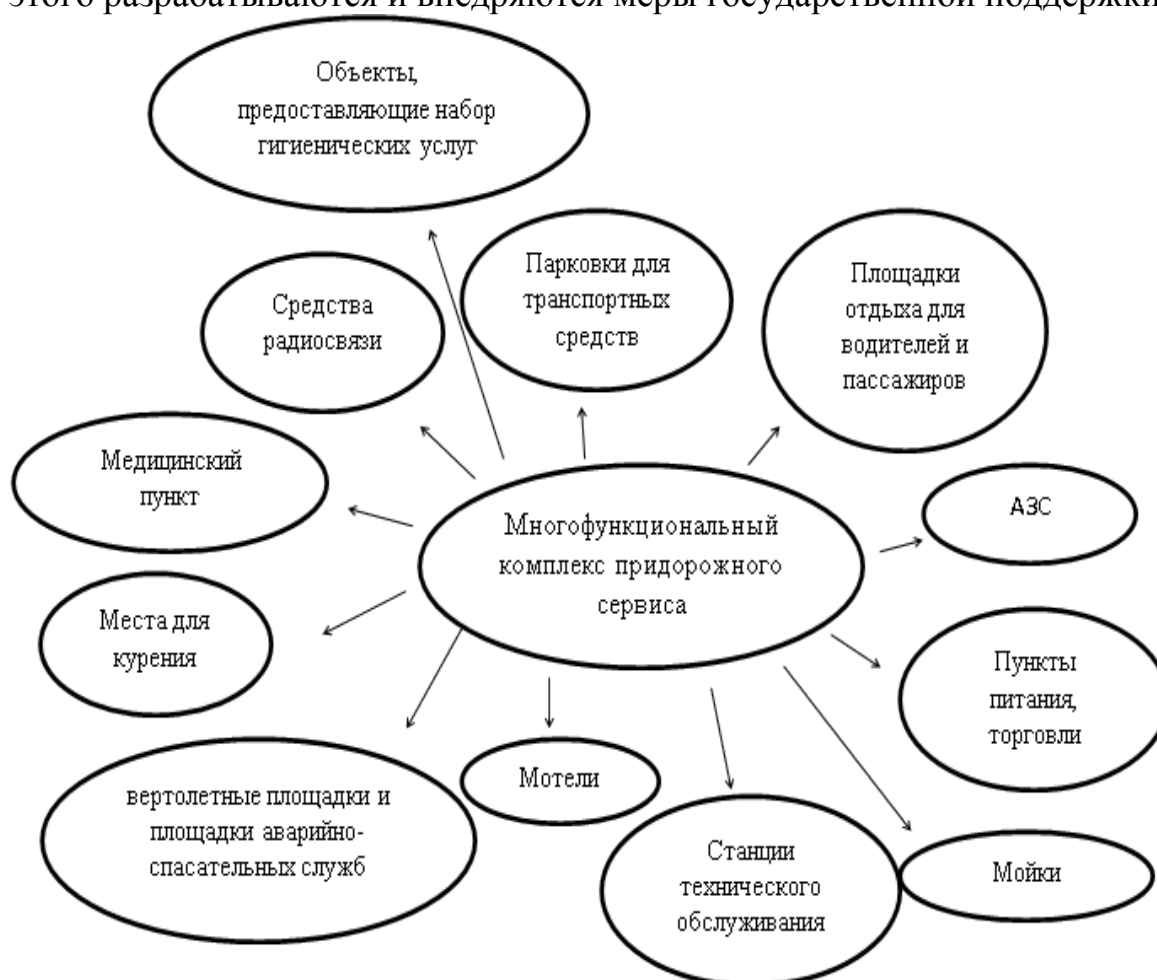 этого разрабатываются и внедряются меры государственной поддержки
Объекты,
предоставляющие набор
гигиенических услуг
Парковки для
транспортных
средств
Площадки
отдыха для
водителей и
пассажиров
Средства
радиосвязи
Медицинский
пункт
АЗС
Многофункциональный
комплекс придорожного
сервиса
Места для
курения
Пункты
питания,
торговли
вертолетные площадки и
площадки аварийно-
спасательных служб
Мотели
Станции
технического
обслуживания
Мойки